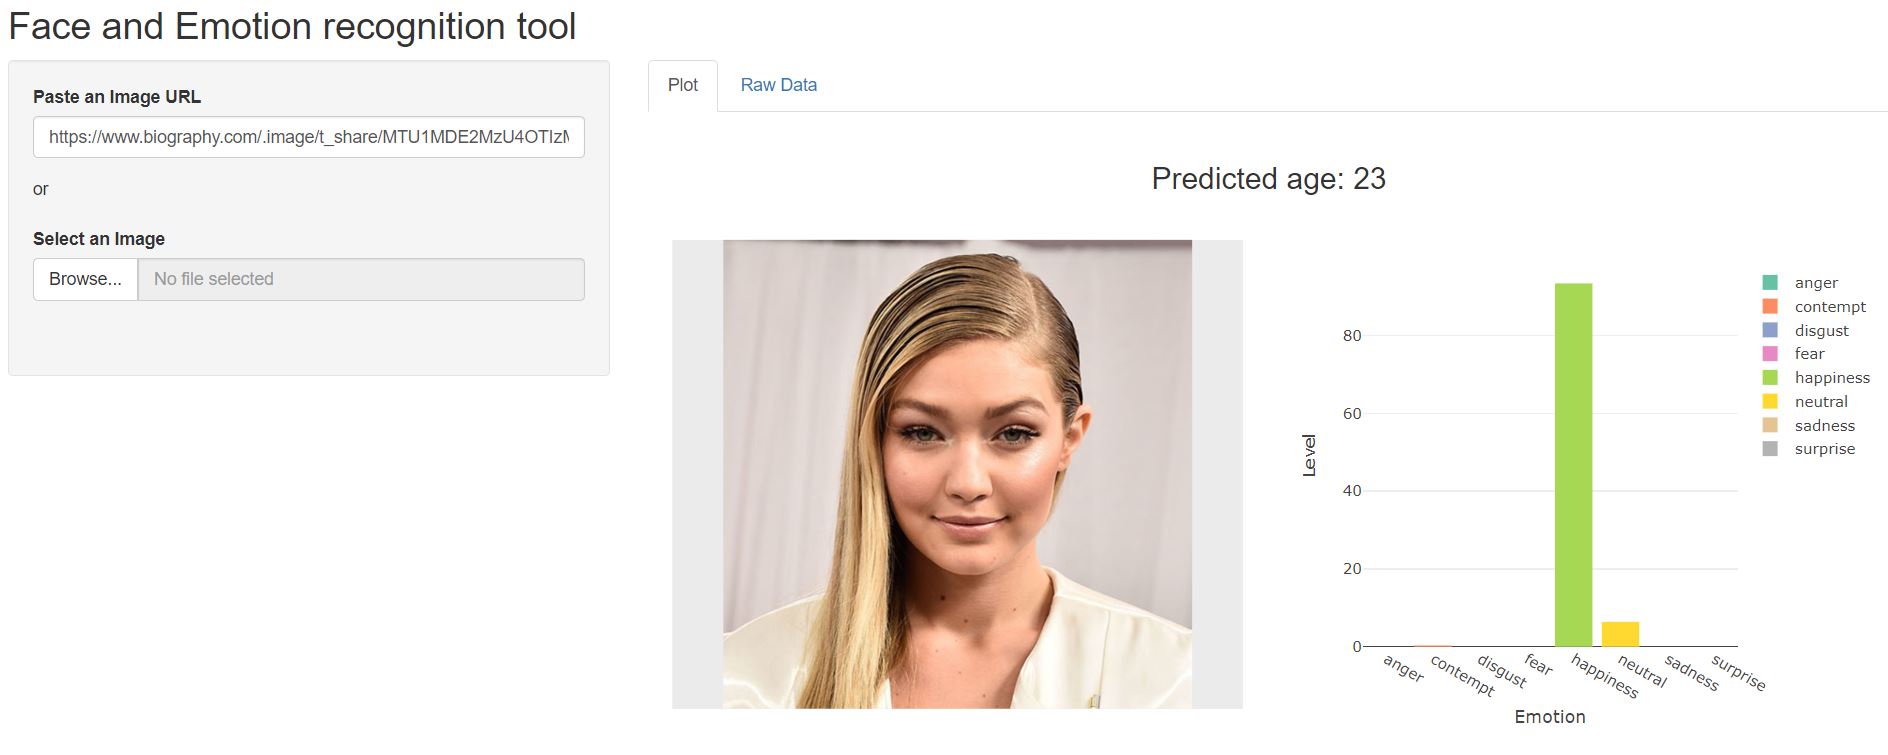 Face and Emotion recognition tool
Paste an Image URL
https://www.biography.com/.image/t_share/MTU1MDE2MzU4OTIzM
or
Select an Image
Browse... No file selected
Plot Raw Data
Predicted age: 23
80
60
40
20
0
Level
anger
contempt
disgust
fear
happiness
neutral
sadness
surprise
Emotion
anger
contempt
disgust
fear
happiness
neutral
sadness
surprise